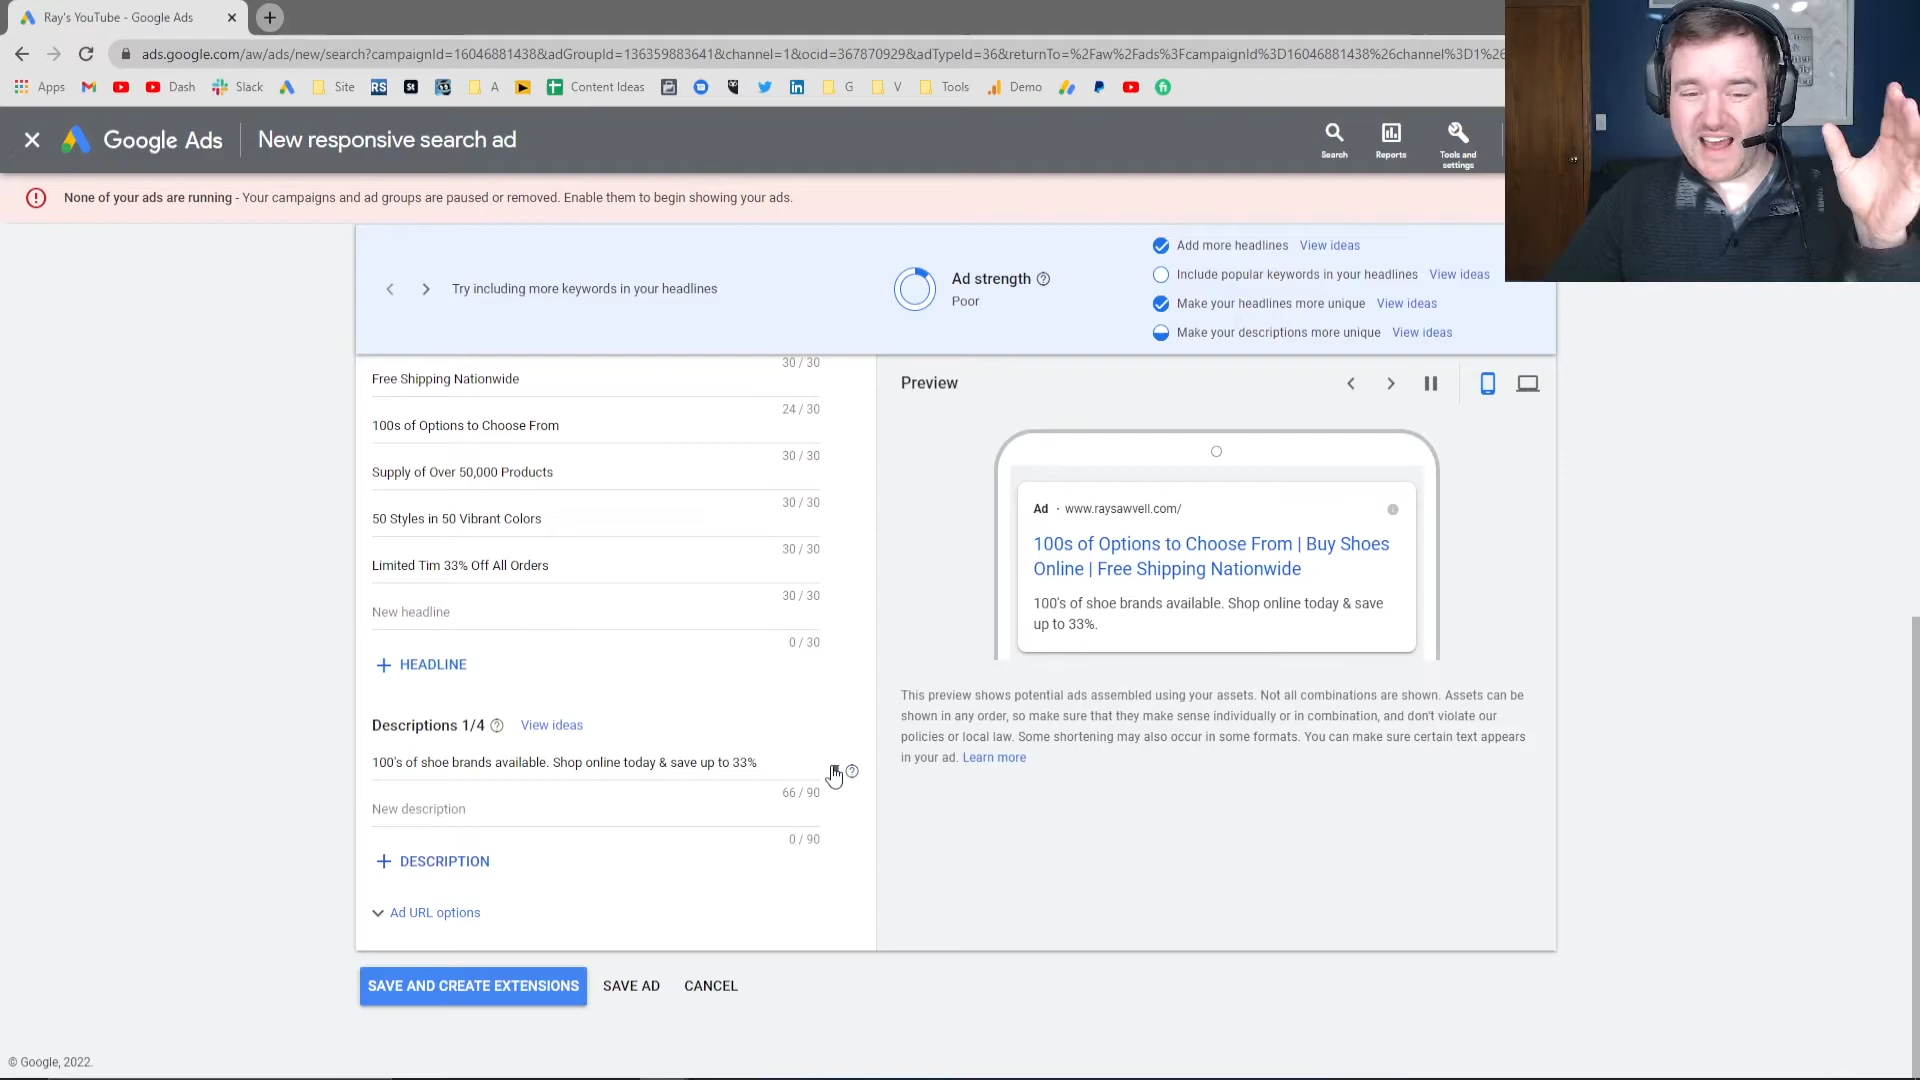 Ray's YouTube - Google Ads
ads.google.com/aw/ads/new/search?campaignId=16046881438&adGroupId=136359883641&channel=1&ocid=367870929&adTypeId=36&returnTo=%2Faw%2Fads%3FcampaignId%3D16046881438%26channel%3D1%26
Apps Dash Slack Site RS St A Content Ideas G V Tools Demo
Google Ads New responsive search ad
Search Reports Tools and settings
None of your ads are running - Your campaigns and ad groups are paused or removed. Enable them to begin showing your ads.
Try including more keywords in your headlines
Ad strength
Poor
Add more headlines View ideas
Include popular keywords in your headlines View ideas
Make your headlines more unique View ideas
Make your descriptions more unique View ideas
30 / 30
Free Shipping Nationwide
24 / 30
100s of Options to Choose From
30 / 30
Supply of Over 50,000 Products
30 / 30
50 Styles in 50 Vibrant Colors
30 / 30
Limited Tim 33% Off All Orders
30 / 30
New headline
0 / 30
HEADLINE
Descriptions 1/4 View ideas
100's of shoe brands available. Shop online today & save up to 33%
66 / 90
New description
0 / 90
DESCRIPTION
Ad URL options
Preview
Ad · www.raysawvell.com/
100s of Options to Choose From | Buy Shoes
Online | Free Shipping Nationwide
100's of shoe brands available. Shop online today & save
up to 33%.
This preview shows potential ads assembled using your assets. Not all combinations are shown. Assets can be
shown in any order, so make sure that they make sense individually or in combination, and don't violate our
policies or local law. Some shortening may also occur in some formats. You can make sure certain text appears
in your ad. Learn more
SAVE AND CREATE EXTENSIONS SAVE AD CANCEL
© Google, 2022.